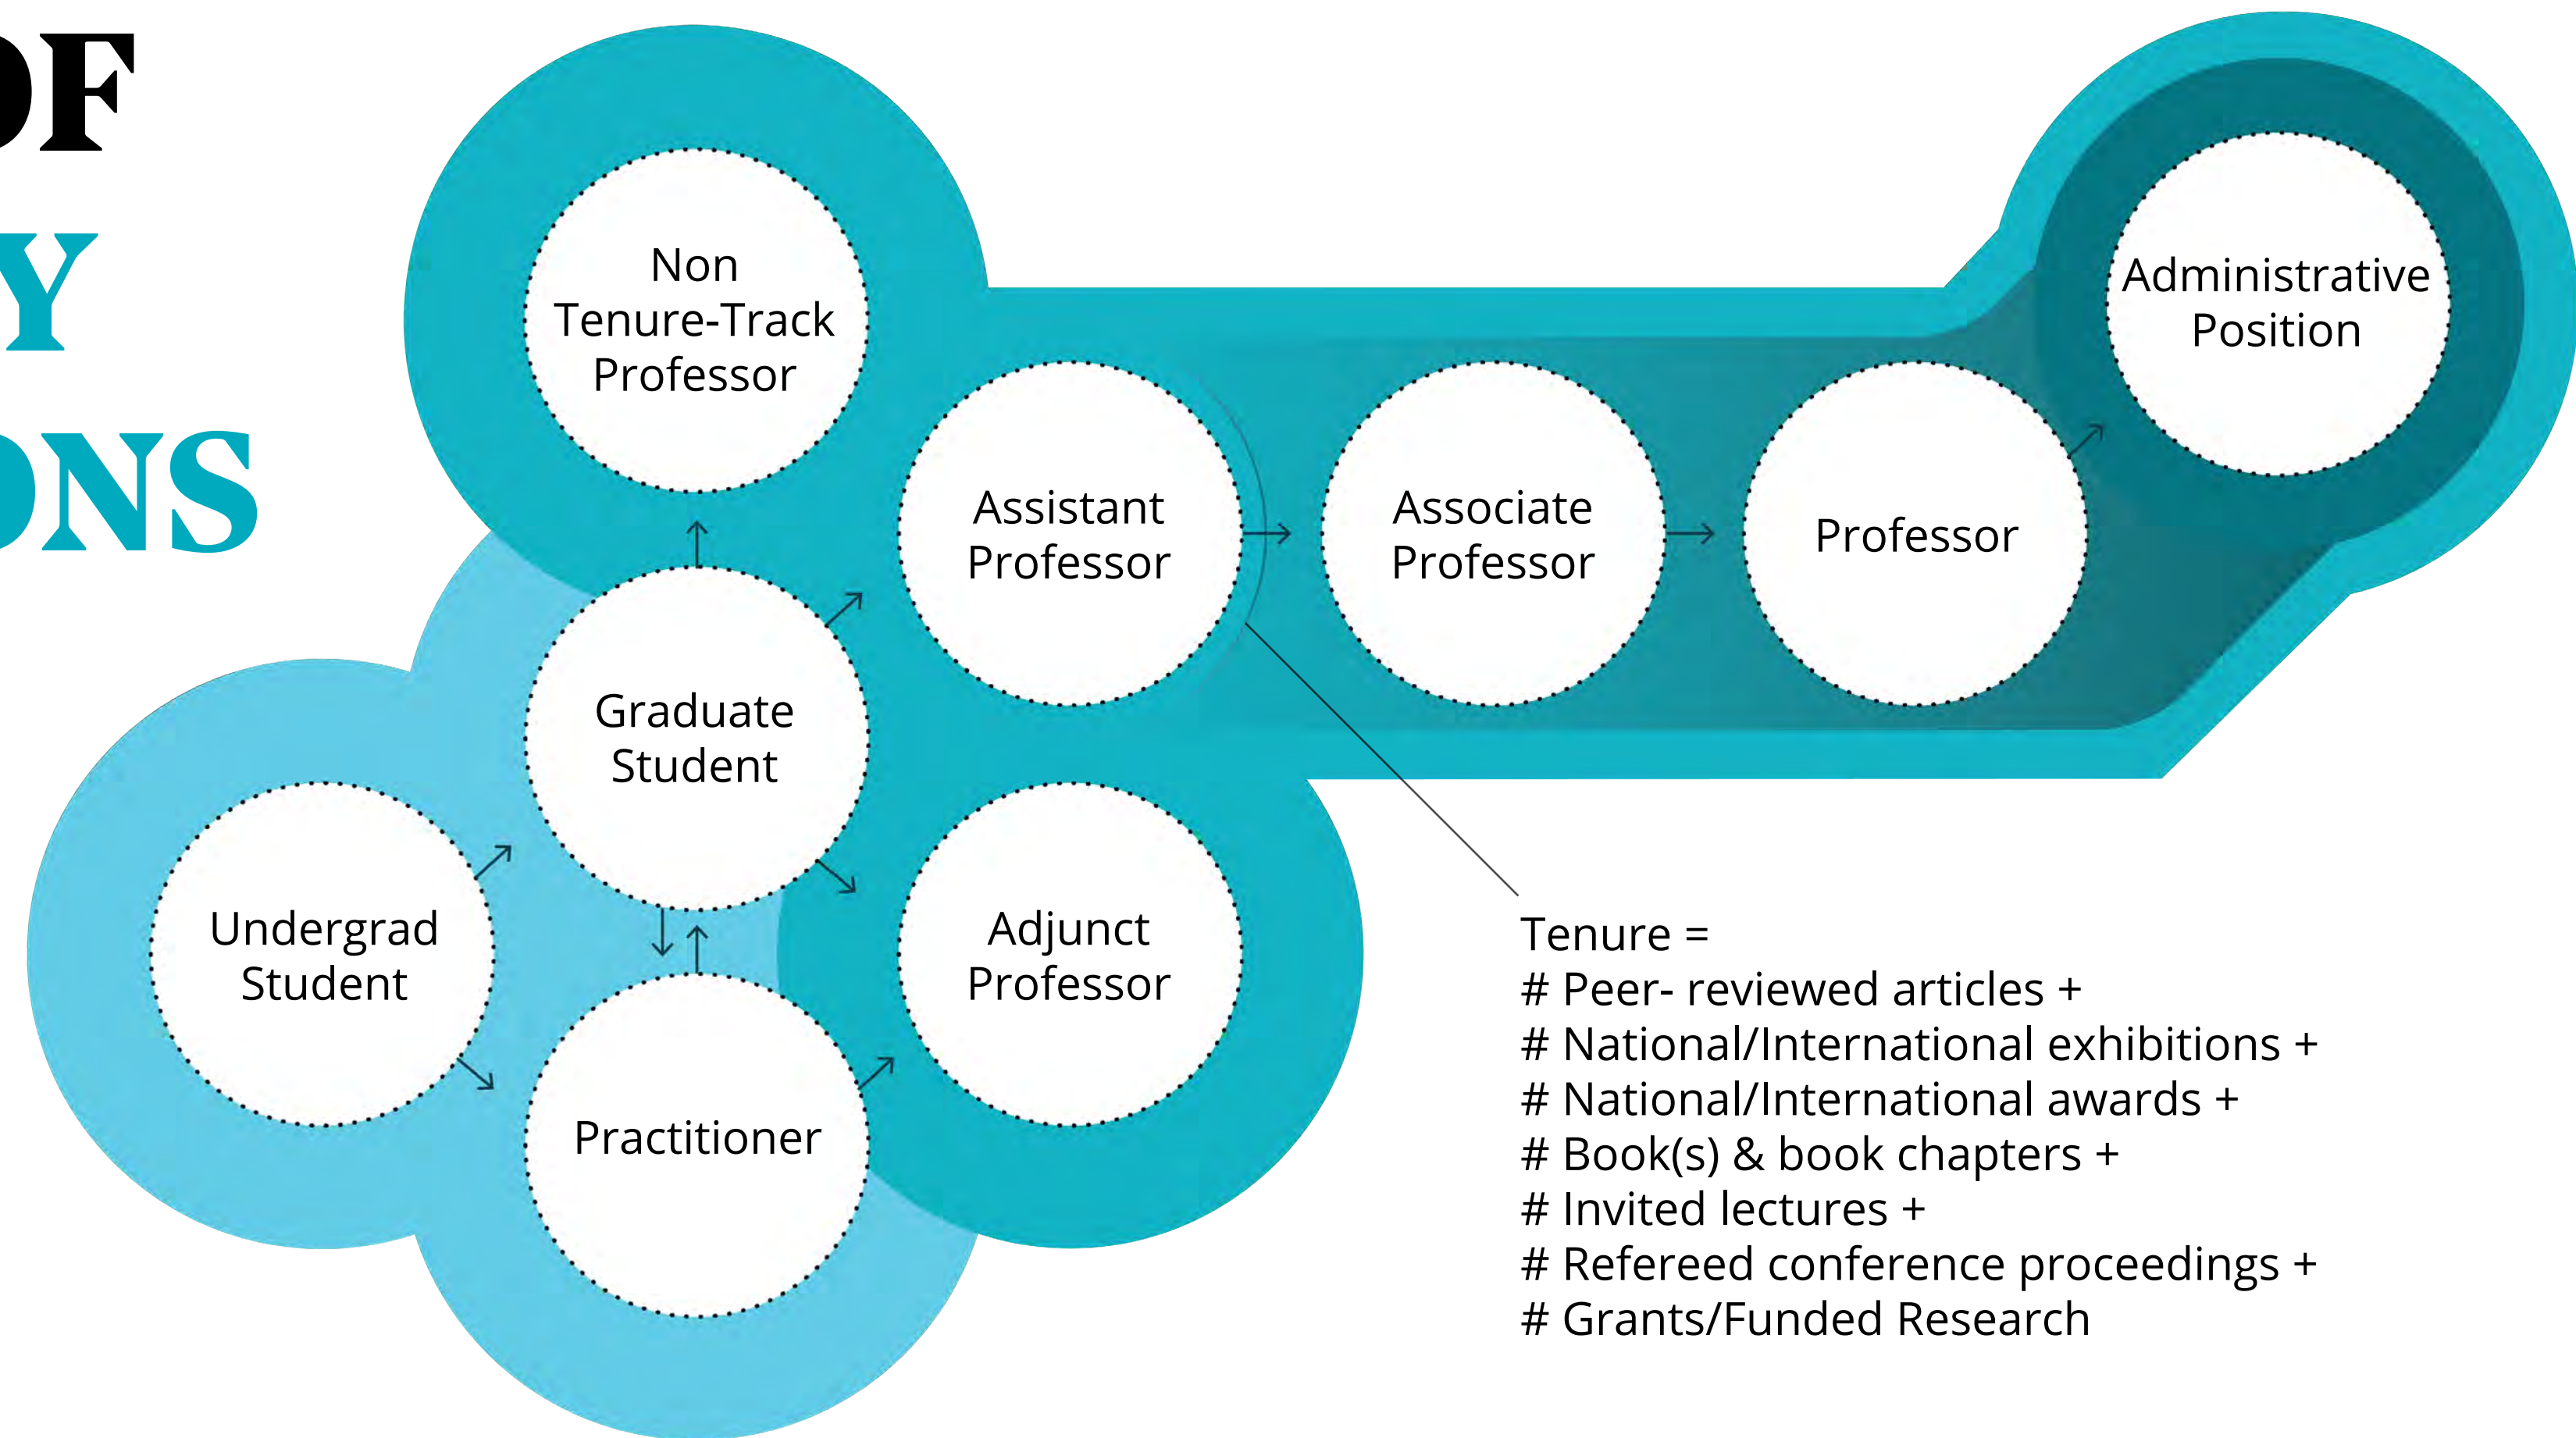 OF
Y
ONS
Non
Tenure-Track
Professor
Administrative
Position
Assistant
Professor
Associate
Professor
Professor
Graduate
Student
Undergrad
Student
Adjunct
Professor
Practitioner
Tenure =
# Peer- reviewed articles +
# National/International exhibitions +
# National/International awards +
# Book(s) & book chapters +
# Invited lectures +
# Refereed conference proceedings +
# Grants/Funded Research